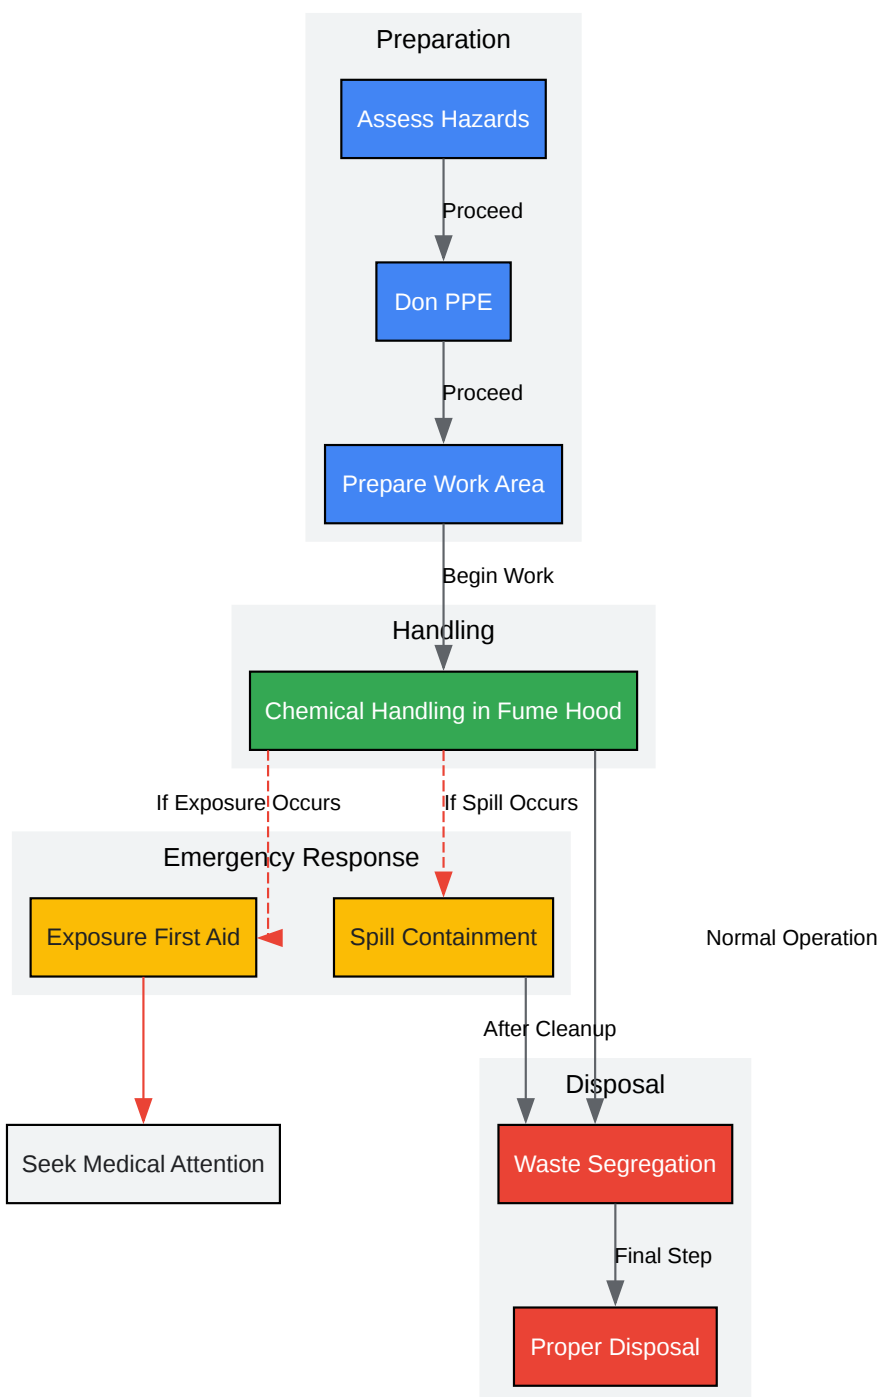 Preparation
Assess Hazards
Proceed
Don PPE
Proceed
Prepare Work Area
Begin Work
Handling
Chemical Handling in Fume Hood
If Exposure Occurs
If Spill Occurs
Emergency Response
Exposure First Aid
Spill Containment
Normal Operation
After Cleanup
Disposal
Seek Medical Attention
Waste Segregation
Final Step
Proper Disposal